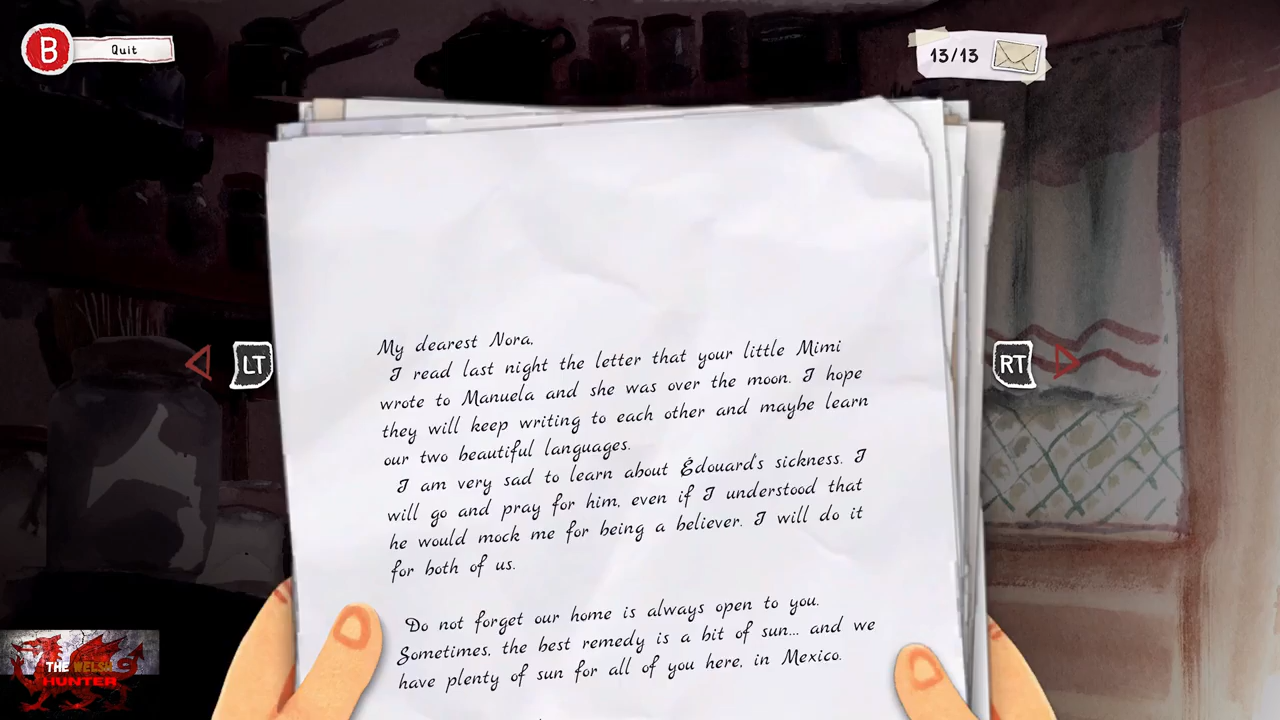 B Quit
13/13
LT
RT
My dearest Nora,
I read last night the letter that your little Mimi
wrote to Manuela and she was over the moon. I hope
they will keep writing to each other and maybe learn
our two beautiful languages.
I am very sad to learn about Édouard's sickness. I
will go and pray for him, even if I understood that
he would mock me for being a believer. I will do it
for both of us.
Do not forget our home is always open to you.
Sometimes, the best remedy is a bit of sun... and we
have plenty of sun for all of you here, in Mexico.
THE WELSH
HUNTER